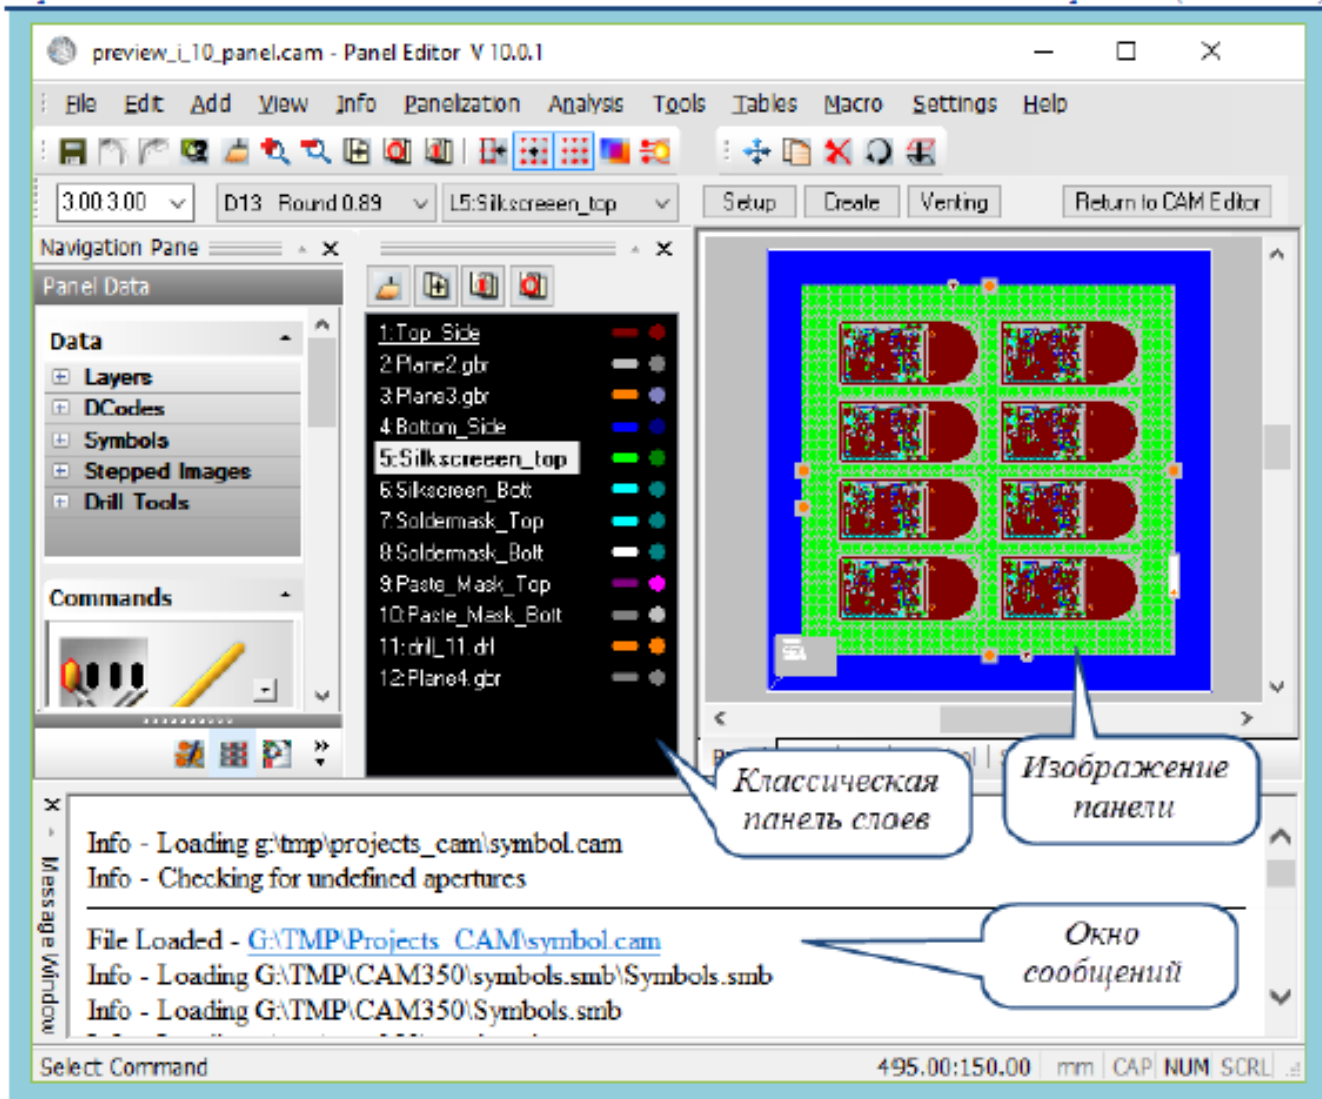 preview_i_10_panel.cam - Panel Editor V 10.0.1
File Edit Add View Info Panelization Analysis Tools Tables Macro Settings Help
3.00:3.00 D13 Round 0.89 L5:Silkscreeen_top Setup Create Venting Return to CAM Editor
Navigation Pane
Panel Data
Data
Layers
DCodes
Symbols
Stepped Images
Drill Tools
Commands
1:Top_Side
2:Plane2.gbr
3:Plane3.gbr
4:Bottom_Side
5:Silkscreeen_top
6:Silkscreen_Bott
7:Soldermask_Top
8:Soldermask_Bott
9:Paste_Mask_Top
10:Paste_Mask_Bott
11:drill_11.drl
12:Plane4.gbr
Классическая
панель слоев
Изображение
панели
Message Window
Info - Loading g:\tmp\projects_cam\symbol.cam
Info - Checking for undefined apertures
File Loaded - G:\TMP\Projects_CAM\symbol.cam
Info - Loading G:\TMP\CAM350\symbols.smb\Symbols.smb
Info - Loading G:\TMP\CAM350\Symbols.smb
Окно
сообщений
Select Command
495.00:150.00 mm CAP NUM SCRL